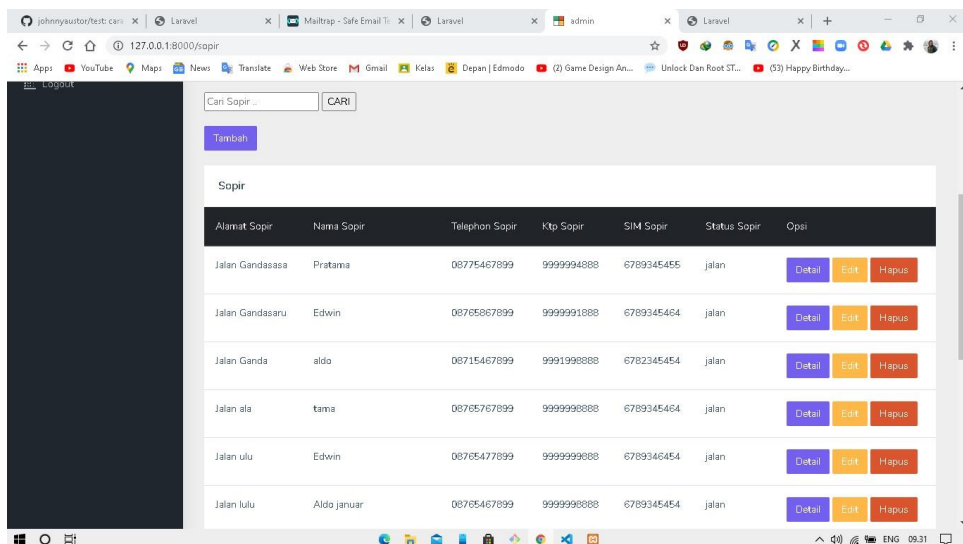 johnnyaustor/test: cara Laravel Mailtrap - Safe Email Te Laravel admin Laravel
127.0.0.1:8000/sopir
Apps YouTube Maps News Translate Web Store Gmail Kelas Depan | Edmodo (2) Game Design An... Unlock Dan Root ST... (53) Happy Birthday...
Logout
Cari Sopir .. CARI
Tambah
Sopir
Alamat Sopir Nama Sopir Telephon Sopir Ktp Sopir SIM Sopir Status Sopir Opsi
Jalan Gandasasa Pratama 08775467899 9999994888 6789345455 jalan Detail Edit Hapus
Jalan Gandasaru Edwin 08765867899 9999991888 6789345464 jalan Detail Edit Hapus
Jalan Ganda aldo 08715467899 9991998888 6782345454 jalan Detail Edit Hapus
Jalan ala tama 08765767899 9999998888 6789345464 jalan Detail Edit Hapus
Jalan ulu Edwin 08765477899 9999999888 6789346454 jalan Detail Edit Hapus
Jalan lulu Aldo januar 08765467899 9999998888 6789345454 jalan Detail Edit Hapus
ENG 09.31